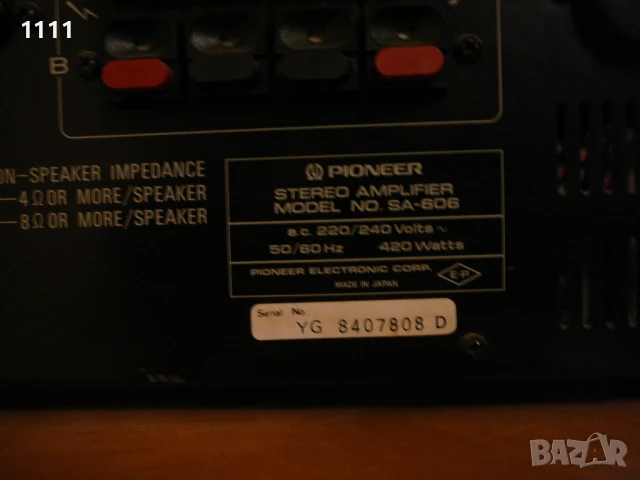 1111
B
ON-SPEAKER IMPEDANCE
4Ω OR MORE/SPEAKER
8Ω OR MORE/SPEAKER
PIONEER
STEREO AMPLIFIER
MODEL NO. SA-606
a.c. 220/240 Volts ~
50/60 Hz 420 Watts
PIONEER ELECTRONIC CORP. E-P
MADE IN JAPAN
Serial No.
YG 8407808 D
BAZAR